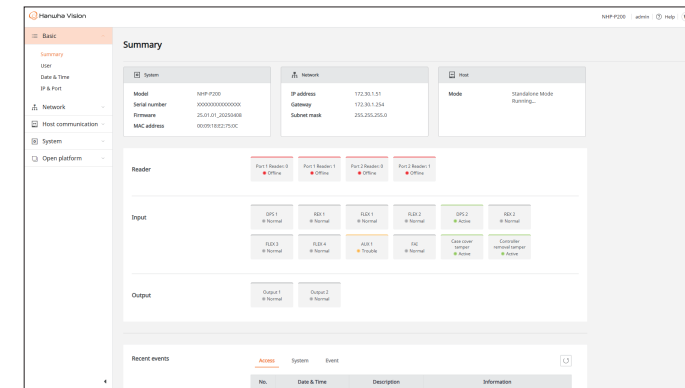 Hanwha Vision
NHP-P200 admin Help
Basic
Summary
User
Date & Time
IP & Port
Network
Host communication
System
Open platform
Summary
System
Model NHP-P200
Serial number XXXXXXXXXXXXXXX
Firmware 25.01.01_20250408
MAC address 00:09:18:E2:75:0C
Network
IP address 172.30.1.51
Gateway 172.30.1.254
Subnet mask 255.255.255.0
Host
Mode Standalone Mode
Running...
Reader
Port 1 Reader: 0 Port 1 Reader: 1 Port 2 Reader: 0 Port 2 Reader: 1
Offline Offline Offline Offline
Input
DPS 1 REX 1 FLEX 1 FLEX 2 DPS 2 REX 2
Normal Normal Normal Normal Active Normal
FLEX 3 FLEX 4 AUX 1 FAI Case cover tamper Controller removal tamper
Normal Normal Trouble Normal Active Active
Output
Output 1 Output 2
Normal Normal
Recent events
Access System Event
No. Date & Time Description Information